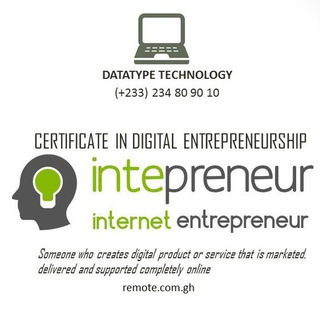 DATATYPE TECHNOLOGY
(+233) 234 80 90 10
CERTIFICATE IN DIGITAL ENTREPRENEURSHIP
intepreneur
internet entrepreneur
Someone who creates digital product or service that is marketed,
delivered and supported completely online
remote.com.gh